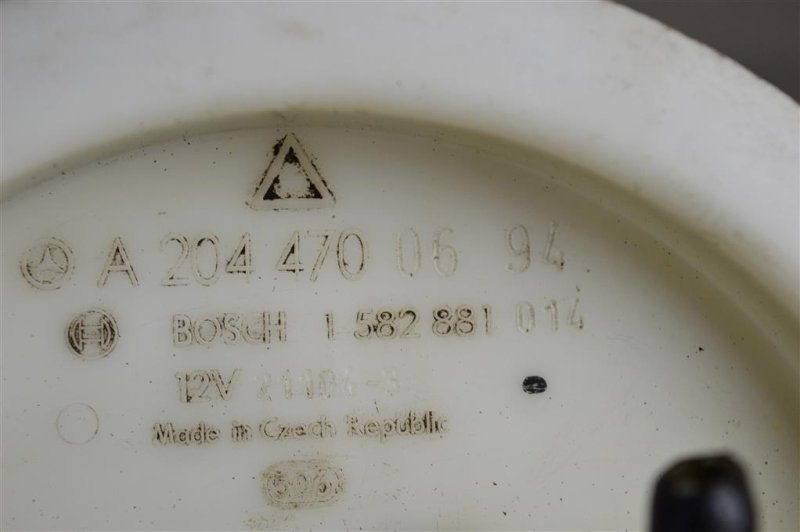 A 204 470 06 94
BOSCH 1 582 881 014
12V
Made in Czech Republic